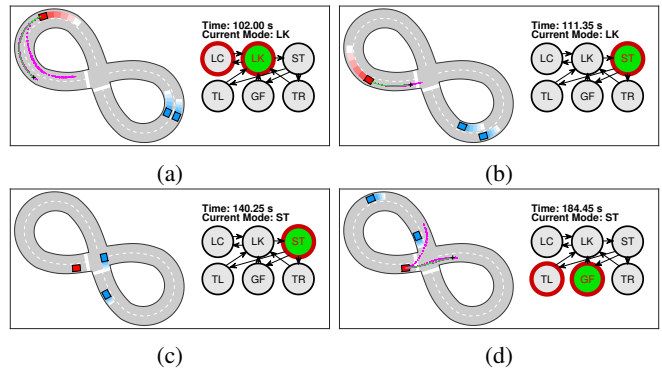 Time: 102.00 s
Current Mode: LK
LC LK ST
TL GF TR
(a)
Time: 111.35 s
Current Mode: LK
LC LK ST
TL GF TR
(b)
Time: 140.25 s
Current Mode: ST
LC LK ST
TL GF TR
(c)
Time: 184.45 s
Current Mode: ST
LC LK ST
TL GF TR
(d)